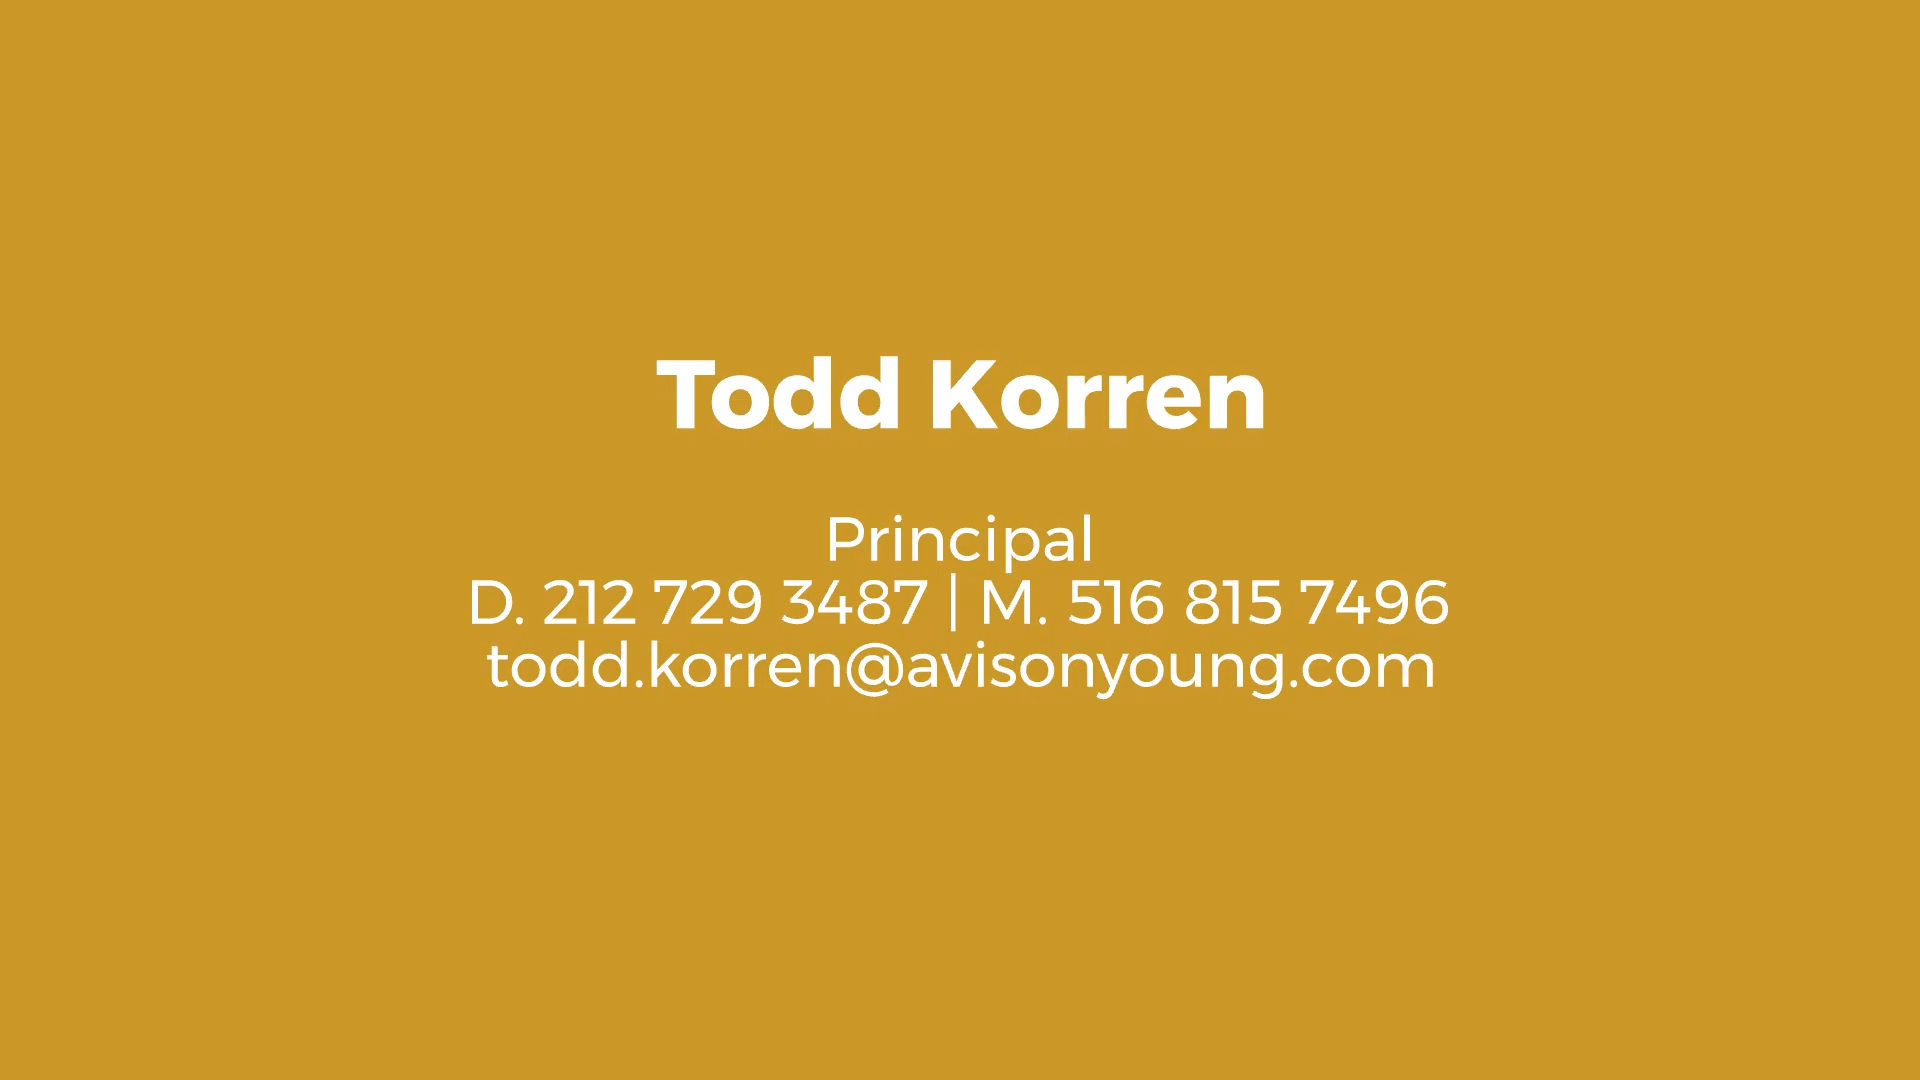 Todd Korren
Principal
D. 212 729 3487 | M. 516 815 7496
todd.korren@avisonyoung.com